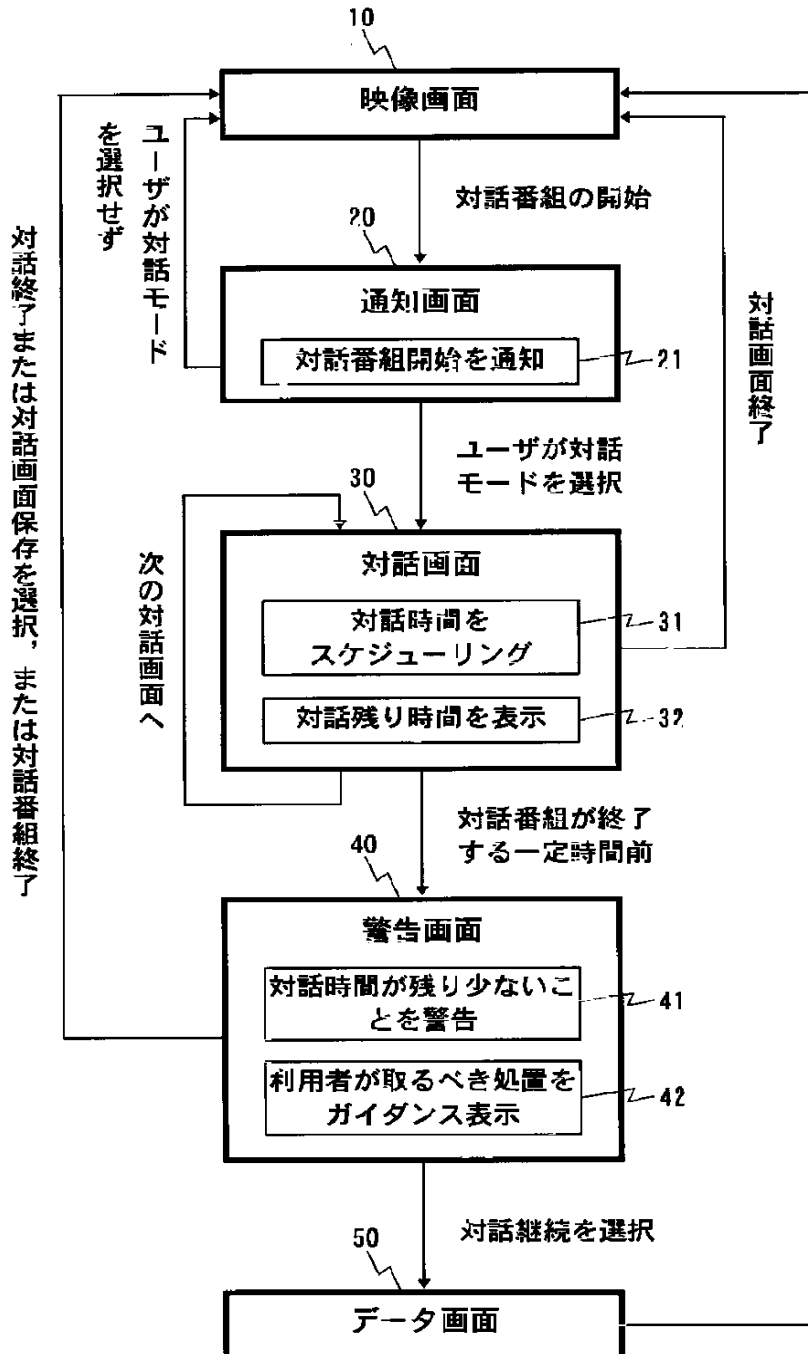 10
映像画面
対話番組の開始
ユーザが対話モード
を選択せず
20
通知画面
対話番組開始を通知
21
ユーザが対話
モードを選択
対話画面終了
30
対話画面
対話時間を
スケジューリング
31
対話残り時間を表示
32
次の対話画面へ
対話番組が終了
する一定時間前
対話終了または対話画面保存を選択，または対話番組終了
40
警告画面
対話時間が残り少ないこ
とを警告
41
利用者が取るべき処置を
ガイダンス表示
42
対話継続を選択
50
データ画面